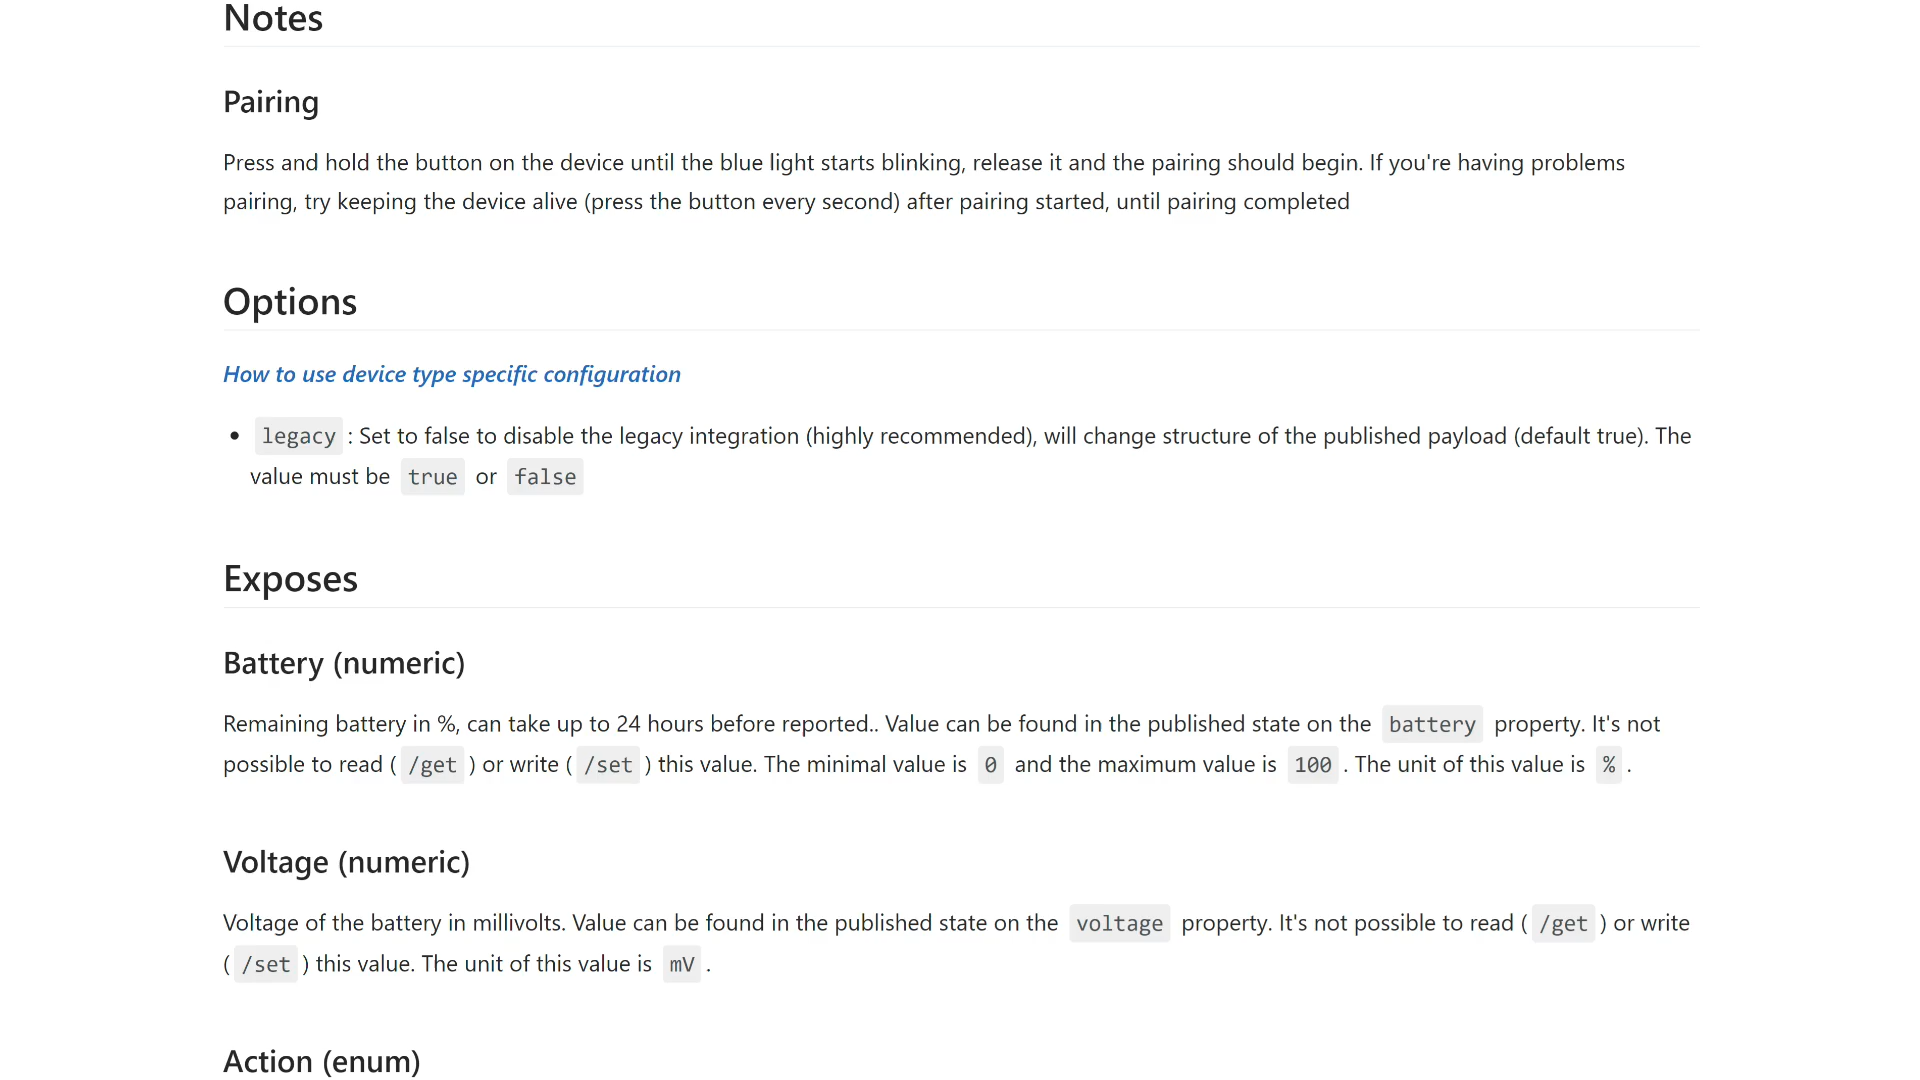 Notes
Pairing
Press and hold the button on the device until the blue light starts blinking, release it and the pairing should begin. If you're having problems
pairing, try keeping the device alive (press the button every second) after pairing started, until pairing completed
Options
How to use device type specific configuration
• legacy : Set to false to disable the legacy integration (highly recommended), will change structure of the published payload (default true). The
value must be true or false
Exposes
Battery (numeric)
Remaining battery in %, can take up to 24 hours before reported.. Value can be found in the published state on the battery property. It's not
possible to read ( /get ) or write ( /set ) this value. The minimal value is 0 and the maximum value is 100 . The unit of this value is % .
Voltage (numeric)
Voltage of the battery in millivolts. Value can be found in the published state on the voltage property. It's not possible to read ( /get ) or write
( /set ) this value. The unit of this value is mV .
Action (enum)